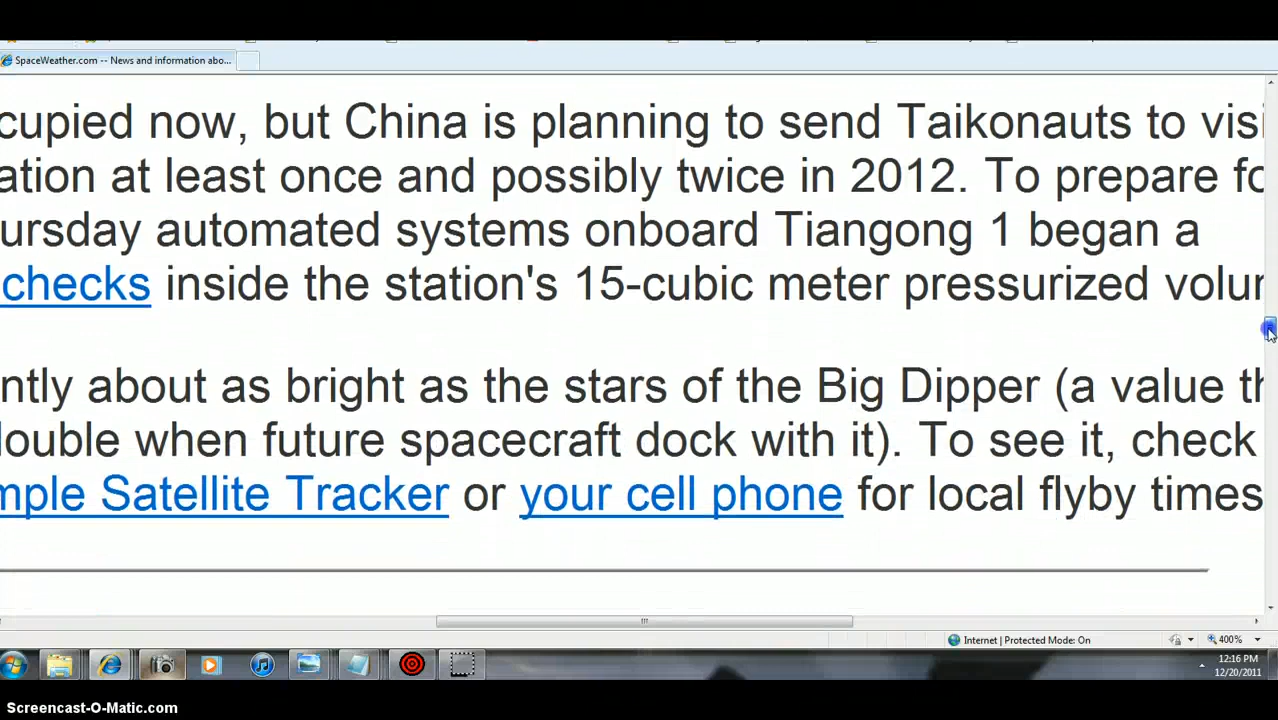 SpaceWeather.com -- News and information abo...
cupied now, but China is planning to send Taikonauts to visi
ation at least once and possibly twice in 2012. To prepare fo
ursday automated systems onboard Tiangong 1 began a
checks inside the station's 15-cubic meter pressurized volu
ntly about as bright as the stars of the Big Dipper (a value th
double when future spacecraft dock with it). To see it, check
mple Satellite Tracker or your cell phone for local flyby times
Internet | Protected Mode: On
400%
12:16 PM
12/20/2011
Screencast-O-Matic.com